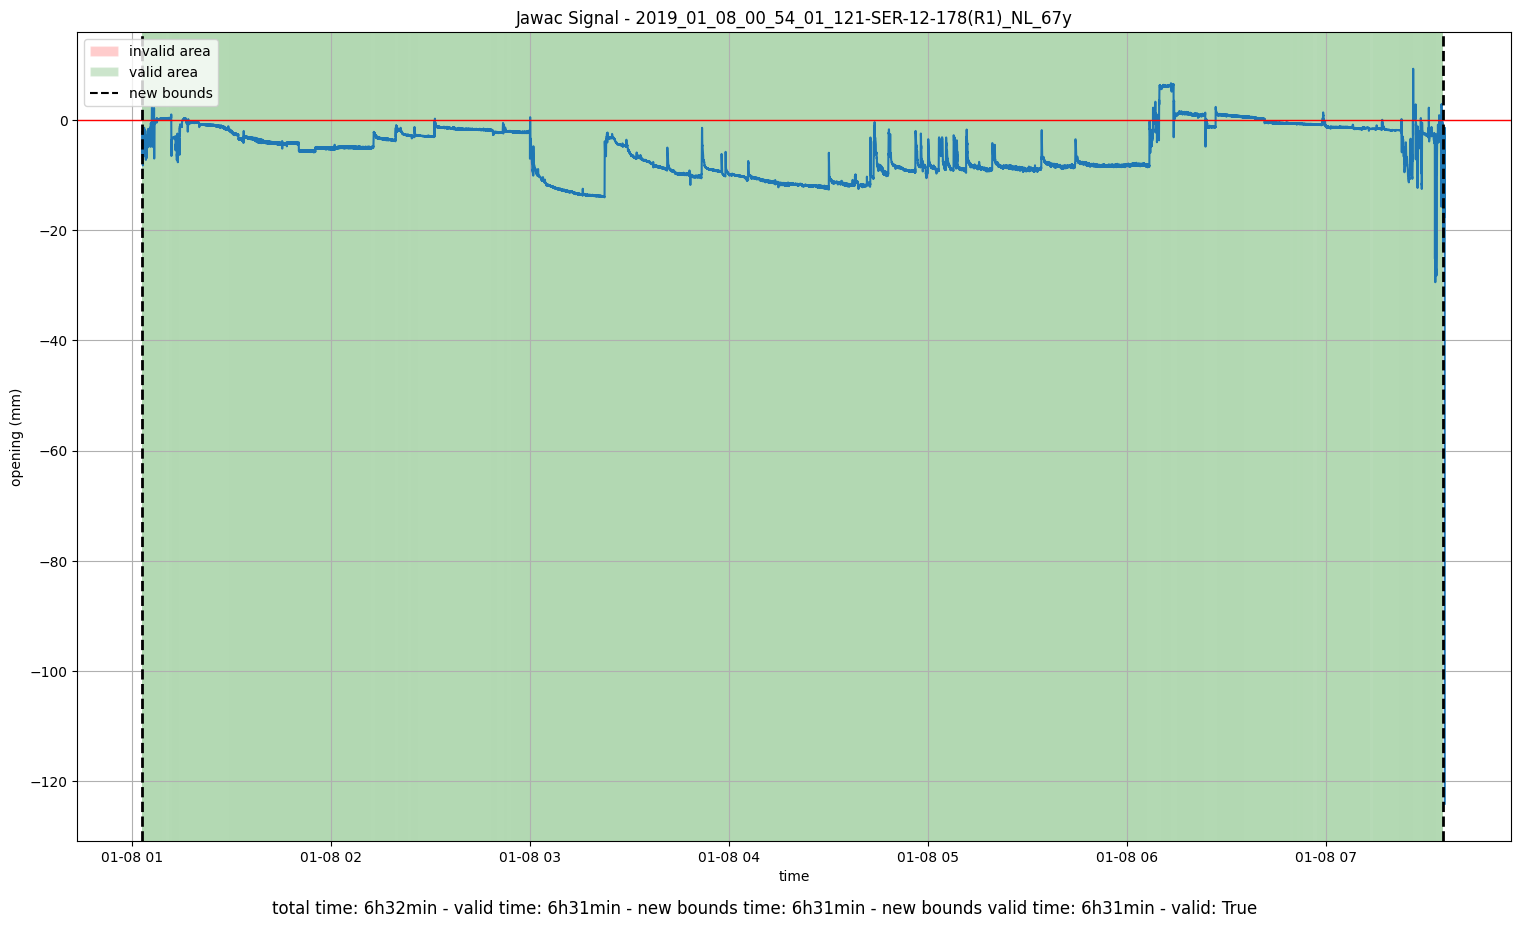 Jawac Signal - 2019_01_08_00_54_01_121-SER-12-178(R1)_NL_67y
invalid area
valid area
new bounds
0
−20
−40
−60
−80
−100
−120
opening (mm)
01-08 01
01-08 02
01-08 03
01-08 04
01-08 05
01-08 06
01-08 07
time
total time: 6h32min - valid time: 6h31min - new bounds time: 6h31min - new bounds valid time: 6h31min - valid: True